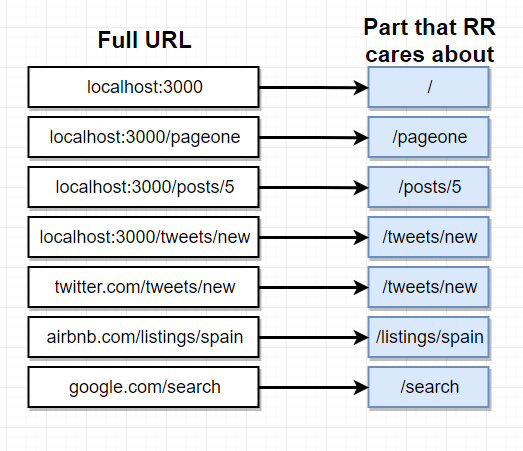 Full URL
Part that RR
cares about
localhost:3000
/
localhost:3000/pageone
/pageone
localhost:3000/posts/5
/posts/5
localhost:3000/tweets/new
/tweets/new
twitter.com/tweets/new
/tweets/new
airbnb.com/listings/spain
/listings/spain
google.com/search
/search